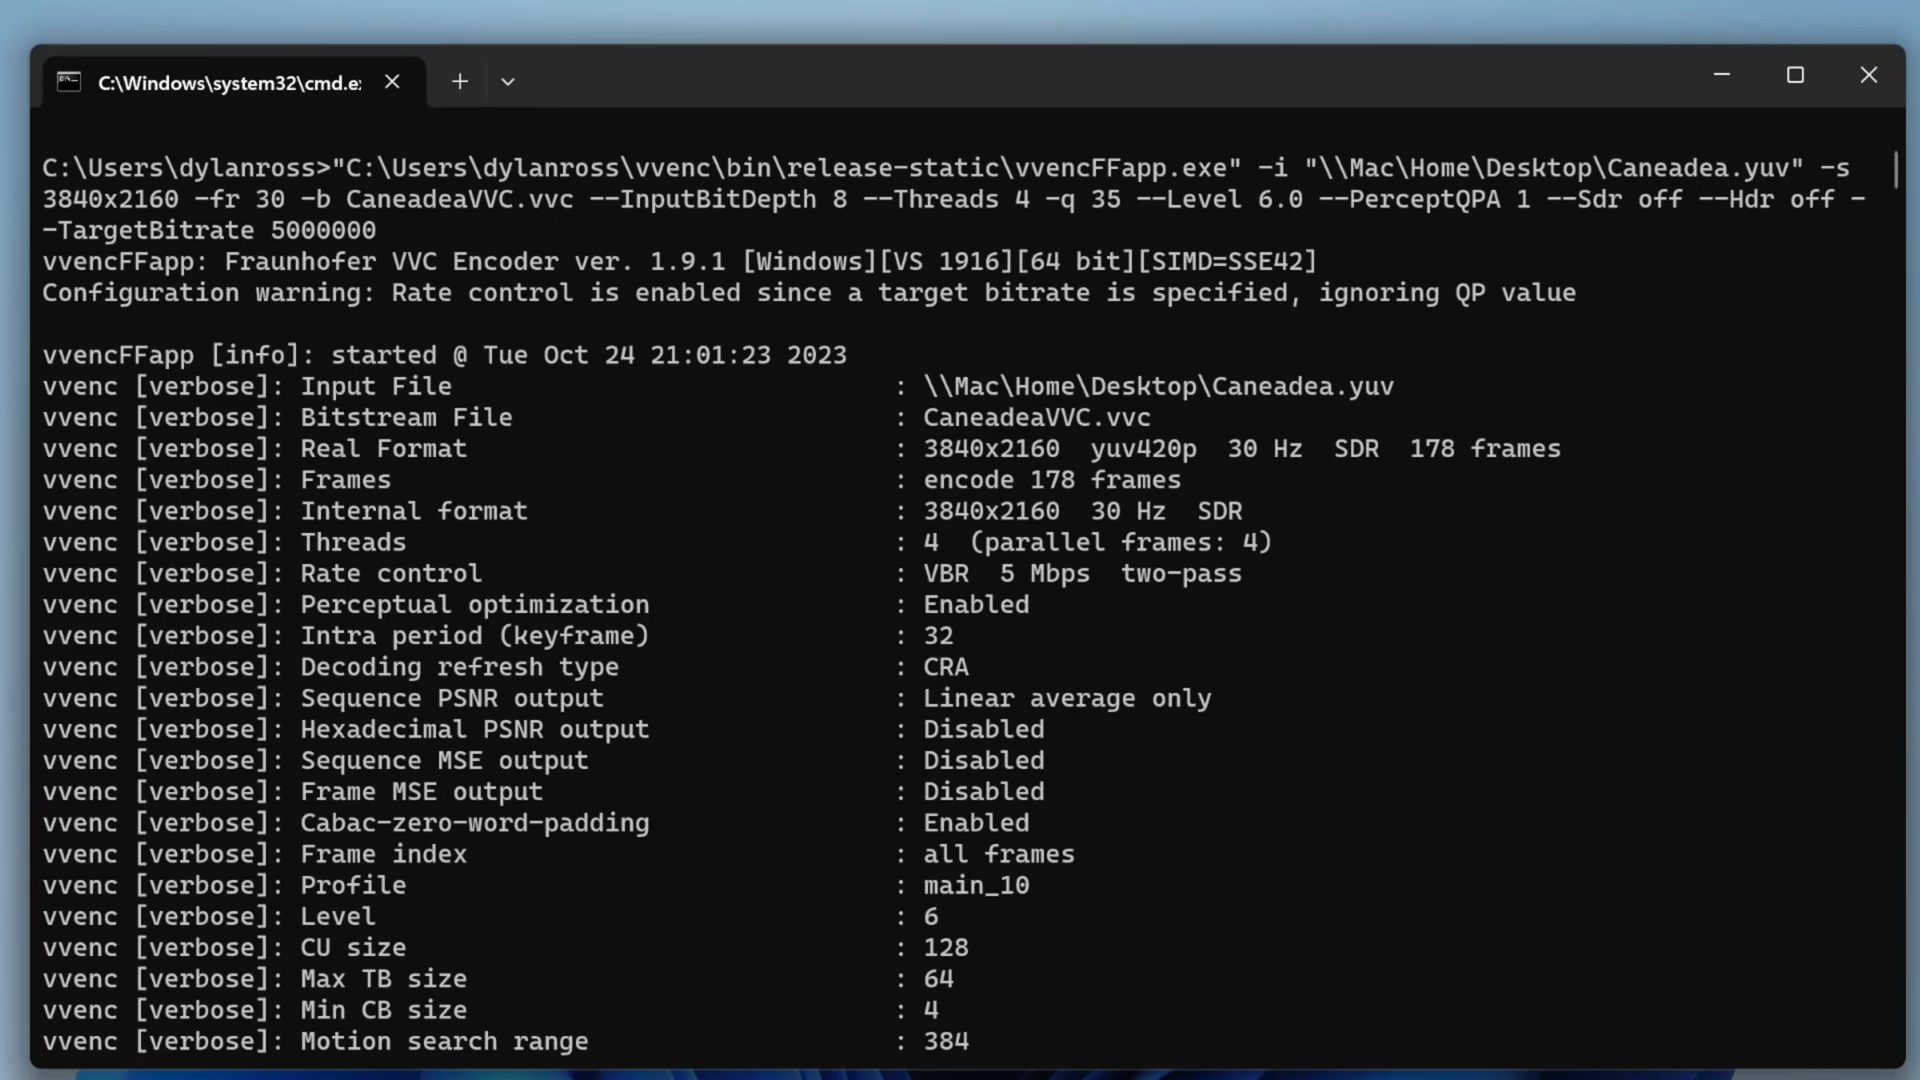 C:\Windows\system32\cmd.e
C:\Users\dylanross>"C:\Users\dylanross\vvenc\bin\release-static\vvencFFapp.exe" -i "\\Mac\Home\Desktop\Caneadea.yuv" -s
3840x2160 -fr 30 -b CaneadeaVVC.vvc --InputBitDepth 8 --Threads 4 -q 35 --Level 6.0 --PerceptQPA 1 --Sdr off --Hdr off -
-TargetBitrate 5000000
vvencFFapp: Fraunhofer VVC Encoder ver. 1.9.1 [Windows][VS 1916][64 bit][SIMD=SSE42]
Configuration warning: Rate control is enabled since a target bitrate is specified, ignoring QP value
vvencFFapp [info]: started @ Tue Oct 24 21:01:23 2023
vvenc [verbose]: Input File : \\Mac\Home\Desktop\Caneadea.yuv
vvenc [verbose]: Bitstream File : CaneadeaVVC.vvc
vvenc [verbose]: Real Format : 3840x2160 yuv420p 30 Hz SDR 178 frames
vvenc [verbose]: Frames : encode 178 frames
vvenc [verbose]: Internal format : 3840x2160 30 Hz SDR
vvenc [verbose]: Threads : 4 (parallel frames: 4)
vvenc [verbose]: Rate control : VBR 5 Mbps two-pass
vvenc [verbose]: Perceptual optimization : Enabled
vvenc [verbose]: Intra period (keyframe) : 32
vvenc [verbose]: Decoding refresh type : CRA
vvenc [verbose]: Sequence PSNR output : Linear average only
vvenc [verbose]: Hexadecimal PSNR output : Disabled
vvenc [verbose]: Sequence MSE output : Disabled
vvenc [verbose]: Frame MSE output : Disabled
vvenc [verbose]: Cabac-zero-word-padding : Enabled
vvenc [verbose]: Frame index : all frames
vvenc [verbose]: Profile : main_10
vvenc [verbose]: Level : 6
vvenc [verbose]: CU size : 128
vvenc [verbose]: Max TB size : 64
vvenc [verbose]: Min CB size : 4
vvenc [verbose]: Motion search range : 384